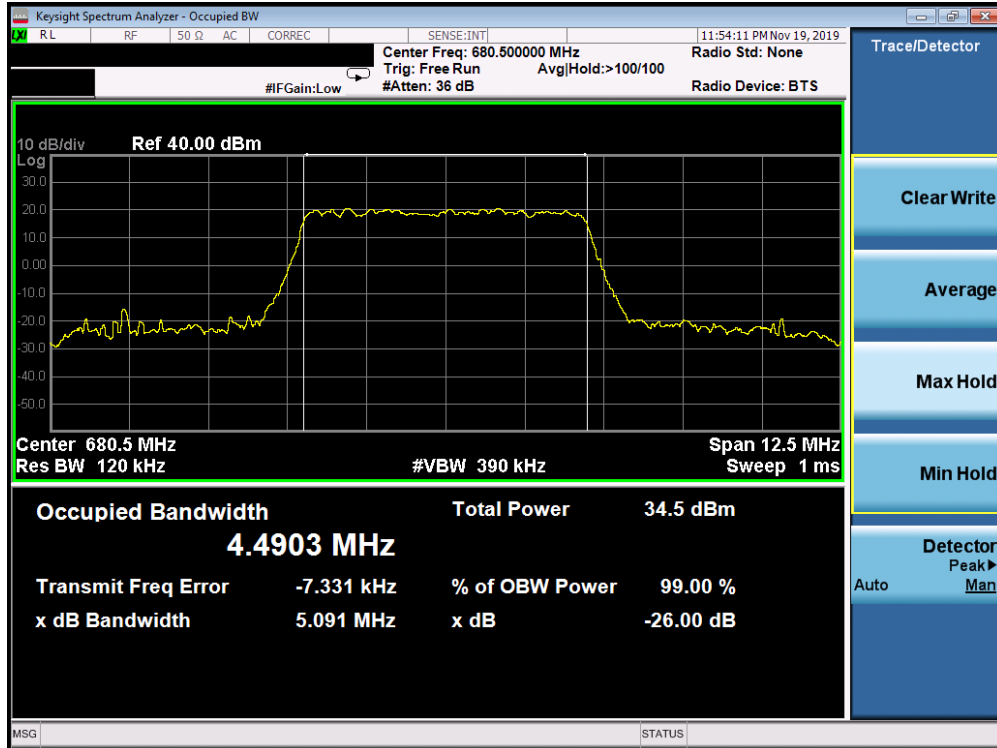 Keysight Spectrum Analyzer - Occupied BW
LXI RL RF 50 Ω AC CORREC SENSE:INT 11:54:11 PM Nov 19, 2019
Center Freq: 680.500000 MHz Radio Std: None
Trig: Free Run Avg|Hold:>100/100
#IFGain:Low #Atten: 36 dB Radio Device: BTS
Trace/Detector
10 dB/div Ref 40.00 dBm
Log
30.0
20.0
10.0
0.00
-10.0
-20.0
-30.0
-40.0
-50.0
Center 680.5 MHz Span 12.5 MHz
Res BW 120 kHz #VBW 390 kHz Sweep 1 ms
Occupied Bandwidth Total Power 34.5 dBm
4.4903 MHz
Transmit Freq Error -7.331 kHz % of OBW Power 99.00 %
x dB Bandwidth 5.091 MHz x dB -26.00 dB
Clear Write
Average
Max Hold
Min Hold
Detector
Peak▶
Auto Man
MSG STATUS